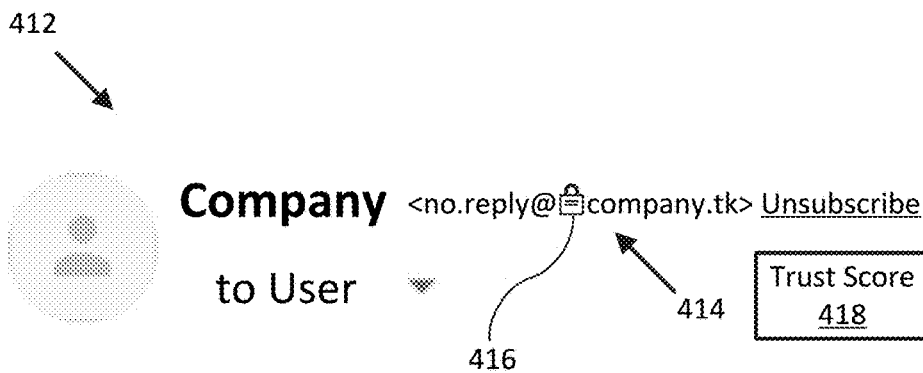 412
Company <no.reply@🔒company.tk> Unsubscribe
to User
414
Trust Score
418
416